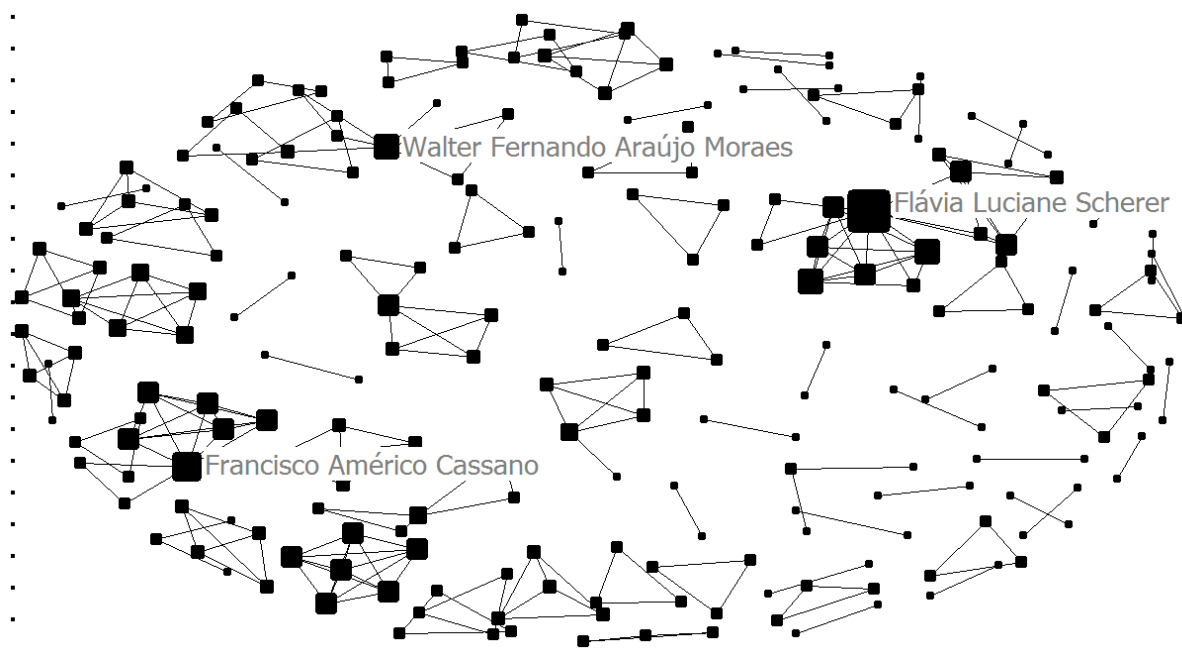 Walter Fernando Araújo Moraes
Flávia Luciane Scherer
Francisco Américo Cassano